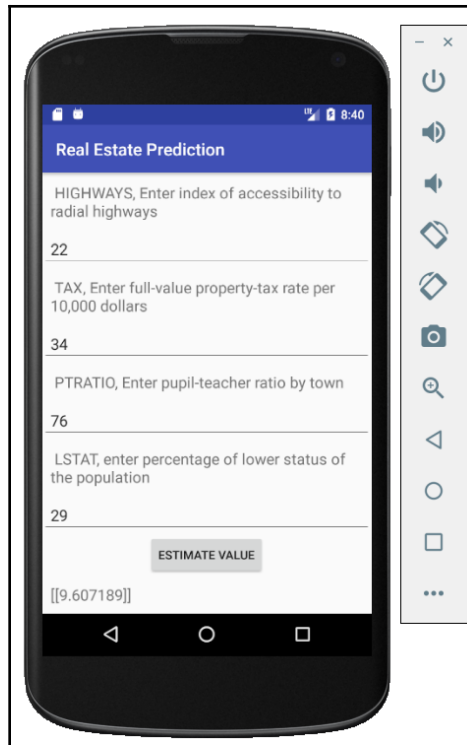 LTE 8:40
Real Estate Prediction
HIGHWAYS, Enter index of accessibility to
radial highways
22
TAX, Enter full-value property-tax rate per
10,000 dollars
34
PTRATIO, Enter pupil-teacher ratio by town
76
LSTAT, enter percentage of lower status of
the population
29
ESTIMATE VALUE
[[9.607189]]